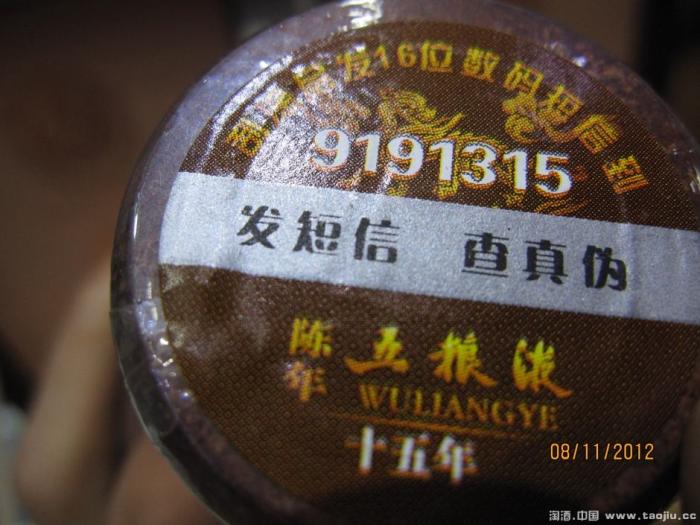 发16位数码短信到
9191315
发短信 查真伪
陈年 五粮液
WULIANGYE
十五年
08/11/2012
淘酒.中国 www.taojiu.cc